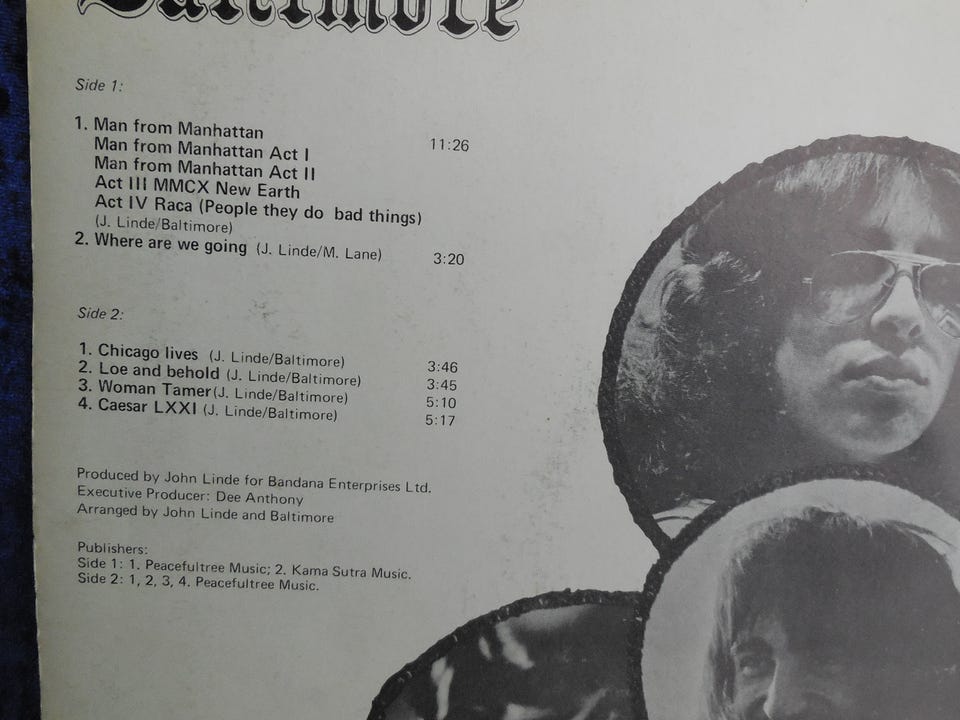 Baltimore
Side 1:
1. Man from Manhattan
Man from Manhattan Act I 11:26
Man from Manhattan Act II
Act III MMCX New Earth
Act IV Raca (People they do bad things)
(J. Linde/Baltimore)
2. Where are we going (J. Linde/M. Lane) 3:20
Side 2:
1. Chicago lives (J. Linde/Baltimore) 3:46
2. Loe and behold (J. Linde/Baltimore) 3:45
3. Woman Tamer (J. Linde/Baltimore) 5:10
4. Caesar LXXI (J. Linde/Baltimore) 5:17
Produced by John Linde for Bandana Enterprises Ltd.
Executive Producer: Dee Anthony
Arranged by John Linde and Baltimore
Publishers:
Side 1: 1. Peacefultree Music; 2. Kama Sutra Music.
Side 2: 1, 2, 3, 4. Peacefultree Music.